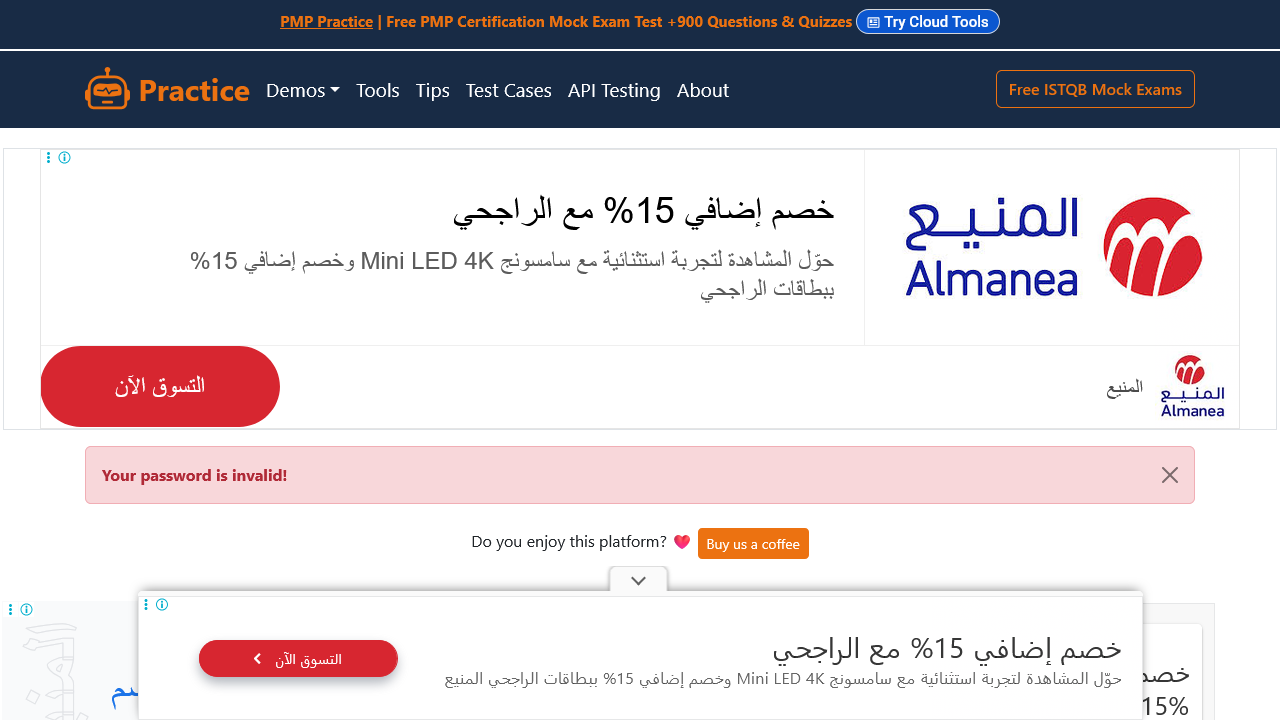 PMP Practice | Free PMP Certification Mock Exam Test +900 Questions & Quizzes Try Cloud Tools
Practice Demos Tools Tips Test Cases API Testing About Free ISTQB Mock Exams
خصم إضافي 15% مع الراجحي
حوّل المشاهدة لتجربة استثنائية مع سامسونج Mini LED 4K وخصم إضافي 15%
ببطاقات الراجحي
المنيع
Almanea
التسوق الآن
المنيع
المنيع
Almanea
Your password is invalid!
Do you enjoy this platform? Buy us a coffee
خصم إضافي 15% مع الراجحي
حوّل المشاهدة لتجربة استثنائية مع سامسونج Mini LED 4K وخصم إضافي 15% ببطاقات الراجحي المنيع
التسوق الآن
15%